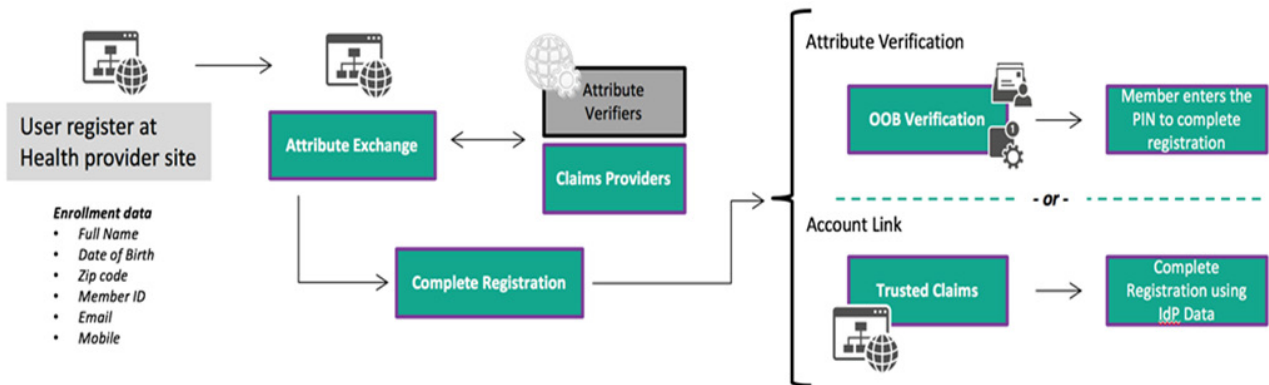 User register at
Health provider site
Enrollment data
• Full Name
• Date of Birth
• Zip code
• Member ID
• Email
• Mobile
Attribute Exchange
Attribute
Verifiers
Claims Providers
Complete Registration
Attribute Verification
OOB Verification
1
Member enters the
PIN to complete
registration
- or -
Account Link
Trusted Claims
Complete
Registration using
IdP Data